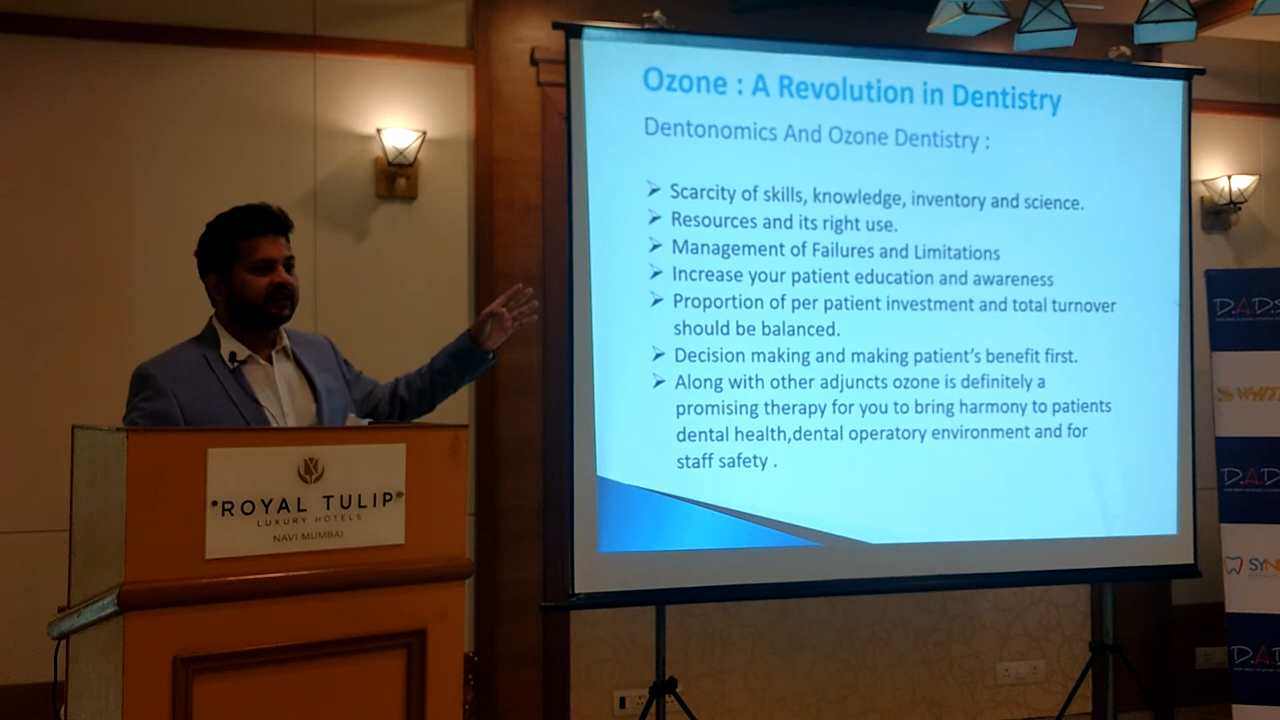 Ozone : A Revolution in Dentistry
Dentonomics And Ozone Dentistry :
➤ Scarcity of skills, knowledge, inventory and science.
➤ Resources and its right use.
➤ Management of Failures and Limitations
➤ Increase your patient education and awareness
➤ Proportion of per patient investment and total turnover
should be balanced.
➤ Decision making and making patient's benefit first.
➤ Along with other adjuncts ozone is definitely a
promising therapy for you to bring harmony to patients
dental health,dental operatory environment and for
staff safety .
ROYAL TULIP
LUXURY HOTELS
NAVI MUMBAI